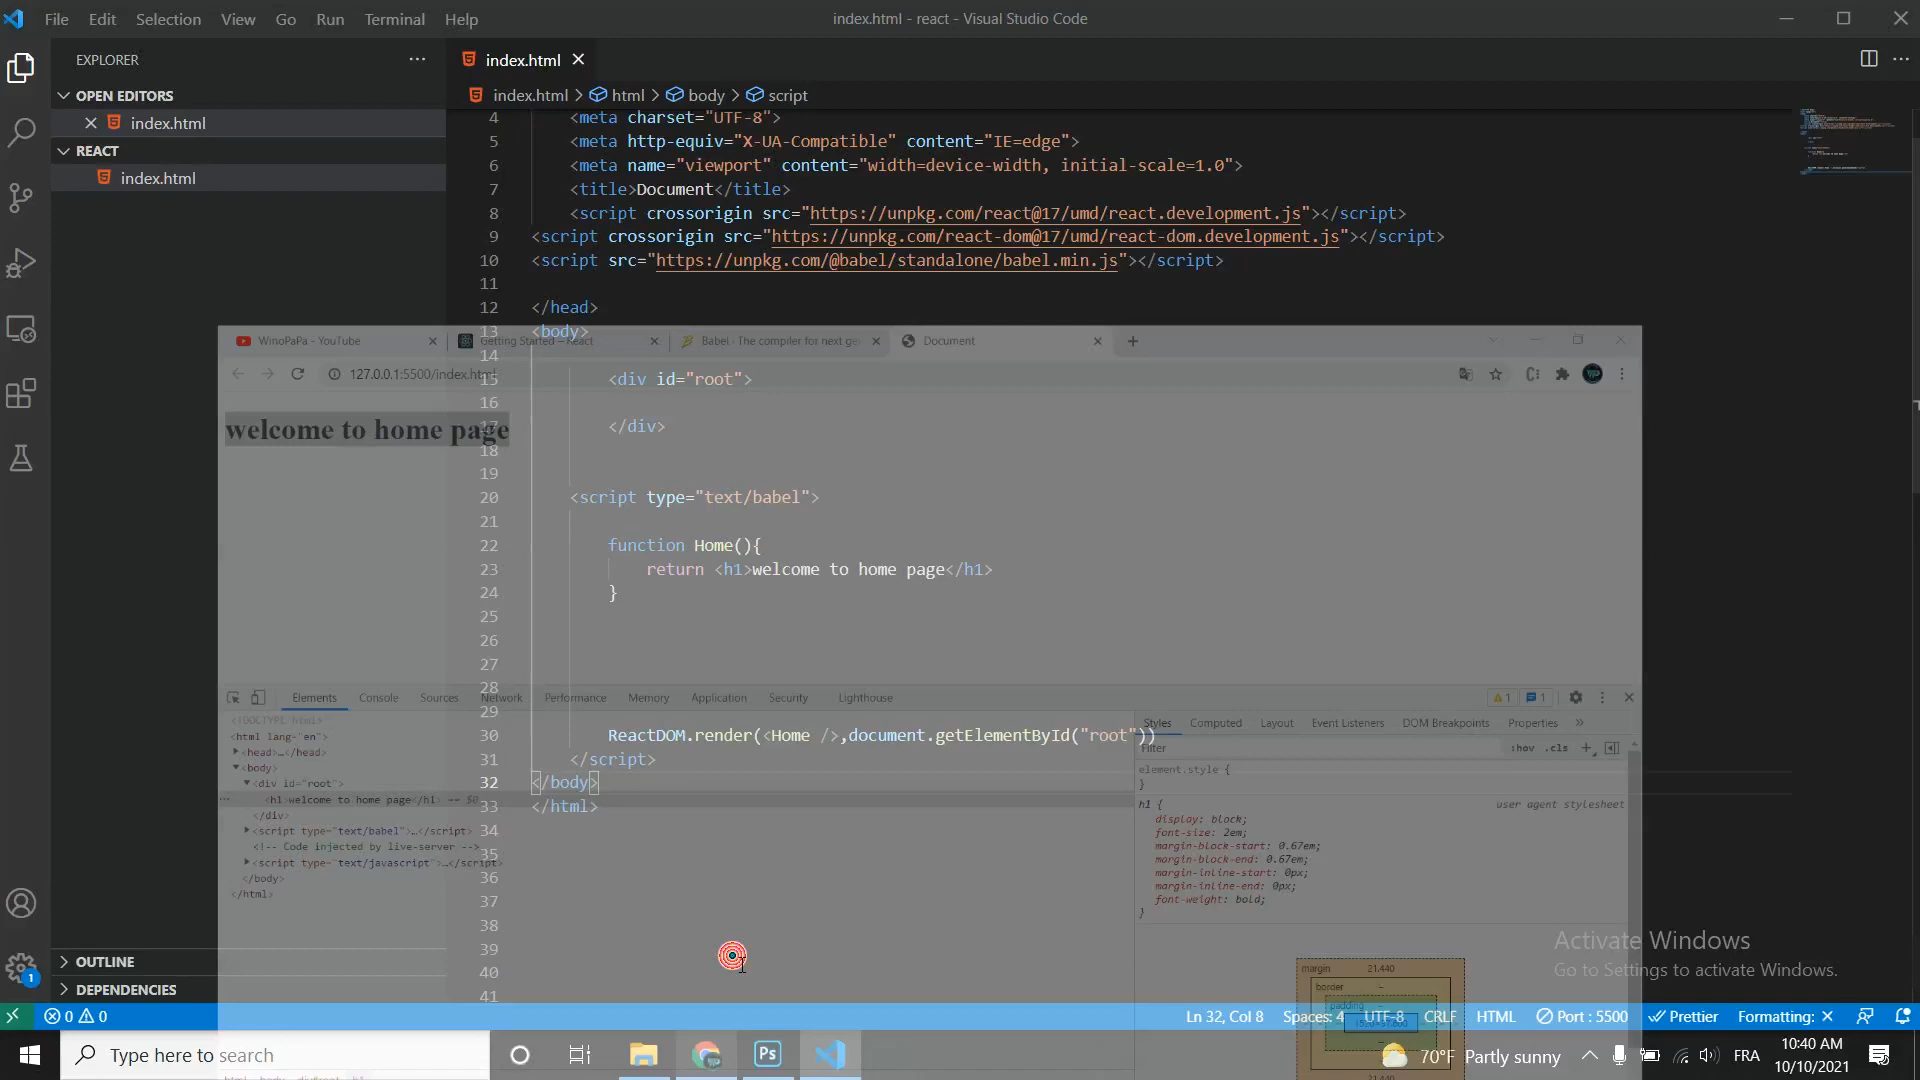 File Edit Selection View Go Run Terminal Help
index.html - react - Visual Studio Code
EXPLORER
OPEN EDITORS
index.html
REACT
index.html
index.html
index.html > html > body > script
4 <meta charset="UTF-8">
5 <meta http-equiv="X-UA-Compatible" content="IE=edge">
6 <meta name="viewport" content="width=device-width, initial-scale=1.0">
7 <title>Document</title>
8 <script crossorigin src="https://unpkg.com/react@17/umd/react.development.js"></script>
9 <script crossorigin src="https://unpkg.com/react-dom@17/umd/react-dom.development.js"></script>
10 <script src="https://unpkg.com/@babel/standalone/babel.min.js"></script>
11
12 </head>
13 <body>
14
15 <div id="root">
16
17 </div>
18
19
20 <script type="text/babel">
21
22 function Home(){
23 return <h1>welcome to home page</h1>
24 }
25
26
27
28
29
30 ReactDOM.render(<Home />,document.getElementById("root"))
31 </script>
32 </body>
33 </html>
34
35
36
37
38
39
40
41
WinoPaPa - YouTube
Getting Started – React
Babel · The compiler for next ge
Document
127.0.0.1:5500/index.html
welcome to home page
Elements Console Sources Network Performance Memory Application Security Lighthouse
1 1
<!DOCTYPE html>
<html lang="en">
<head>…</head>
<body>
<div id="root">
<h1>welcome to home page</h1> == $0
</div>
<script type="text/babel">…</script>
<!-- Code injected by live-server -->
<script type="text/javascript">…</script>
</body>
</html>
Styles Computed Layout Event Listeners DOM Breakpoints Properties
Filter
:hov .cls
element.style {
}
h1 {
user agent stylesheet
display: block;
font-size: 2em;
margin-block-start: 0.67em;
margin-block-end: 0.67em;
margin-inline-start: 0px;
margin-inline-end: 0px;
font-weight: bold;
}
margin 21.440
border –
padding –
21.440
Activate Windows
Go to Settings to activate Windows.
OUTLINE
DEPENDENCIES
1
0 0
Ln 32, Col 8 Spaces: 4 UTF-8 CRLF HTML Port : 5500 Prettier Formatting:
Type here to search
Ps
70°F Partly sunny
FRA
10:40 AM
10/10/2021